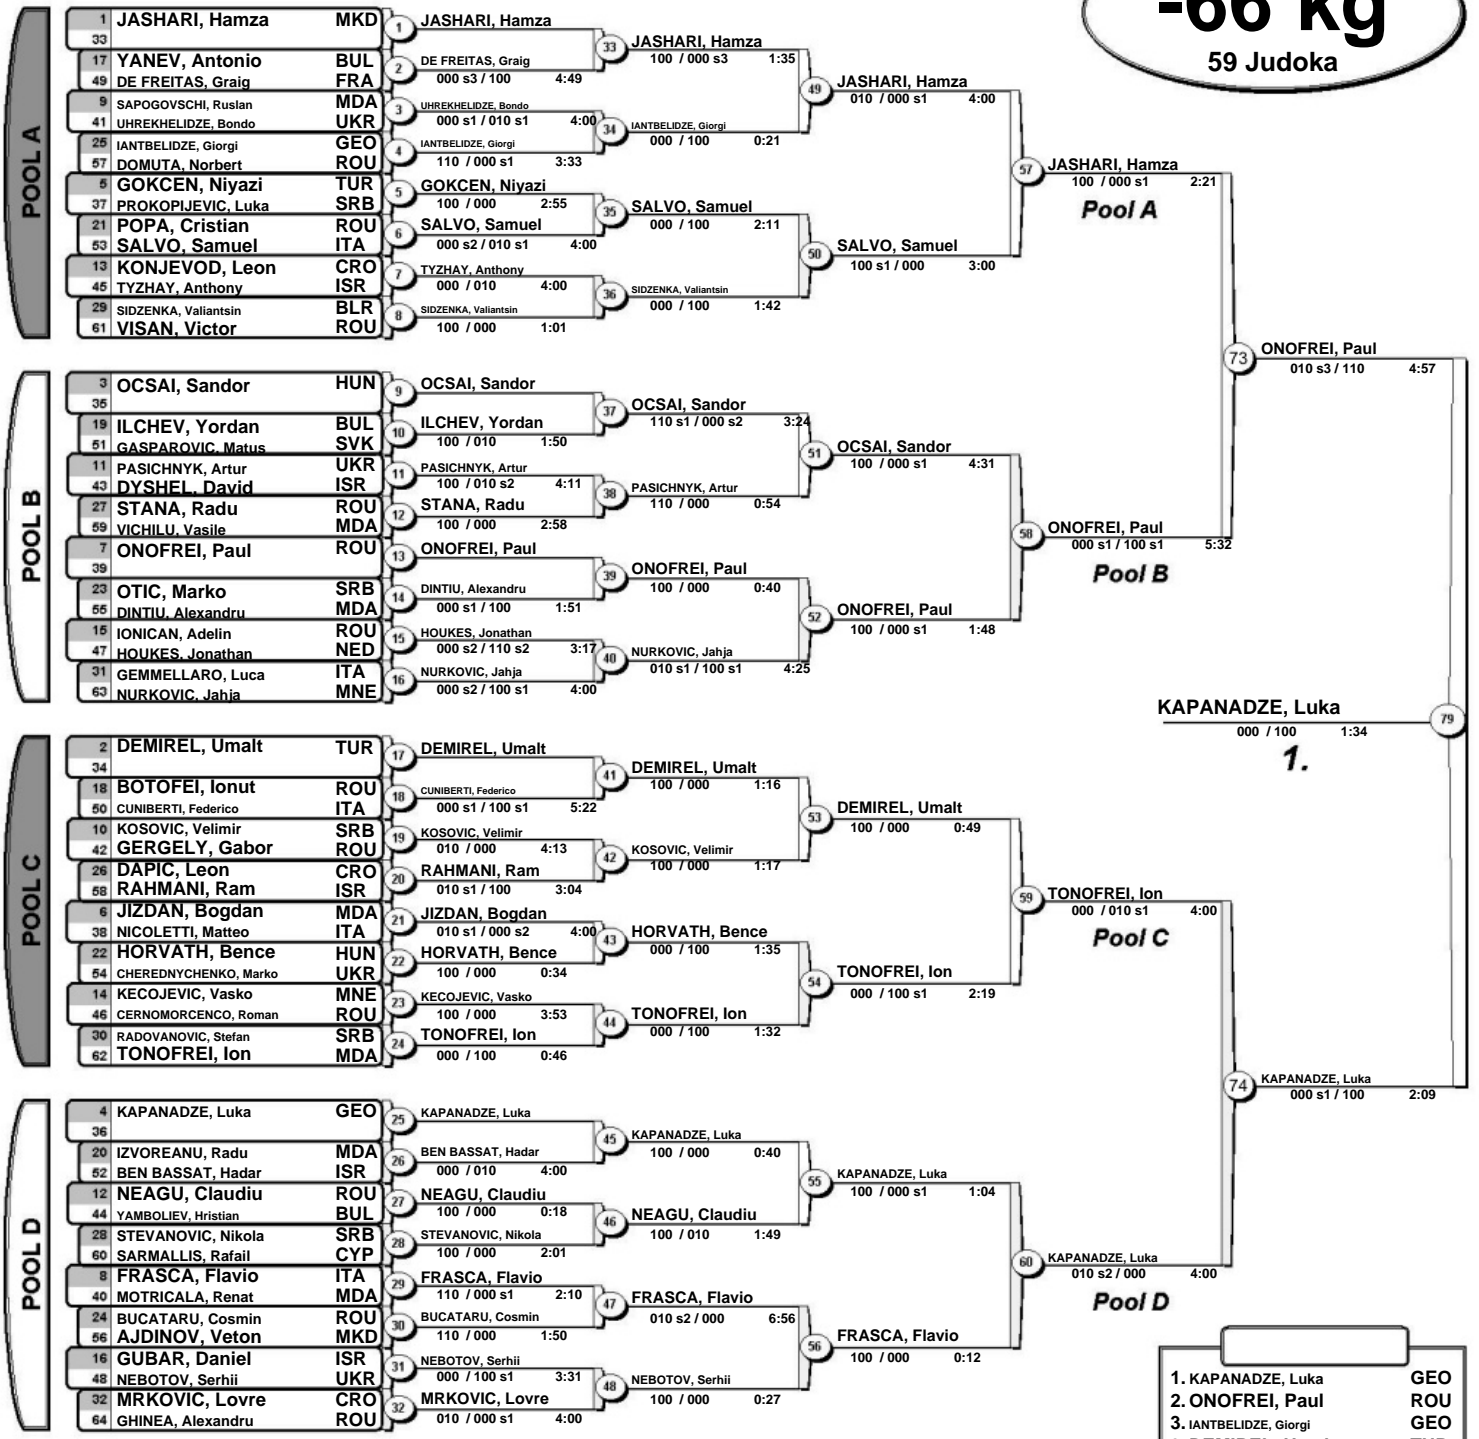 -66 kg
59 Judoka
POOL A
1 JASHARI, Hamza MKD
33
17 YANEV, Antonio BUL
49 DE FREITAS, Graig FRA
9 SAPOGOVSCHI, Ruslan MDA
41 UHREKHELIDZE, Bondo UKR
25 IANTBELIDZE, Giorgi GEO
57 DOMUTA, Norbert ROU
5 GOKCEN, Niyazi TUR
37 PROKOPIJEVIC, Luka SRB
21 POPA, Cristian ROU
53 SALVO, Samuel ITA
13 KONJEVOD, Leon CRO
45 TYZHAY, Anthony ISR
29 SIDZENKA, Valiantsin BLR
61 VISAN, Victor ROU
1 JASHARI, Hamza
2 DE FREITAS, Graig
000 s3 / 100 4:49
3 UHREKHELIDZE, Bondo
000 s1 / 010 s1 4:00
4 IANTBELIDZE, Giorgi
110 / 000 s1 3:33
5 GOKCEN, Niyazi
100 / 000 2:55
6 SALVO, Samuel
000 s2 / 010 s1 4:00
7 TYZHAY, Anthony
000 / 010 4:00
8 SIDZENKA, Valiantsin
100 / 000 1:01
33 JASHARI, Hamza
100 / 000 s3 1:35
34 IANTBELIDZE, Giorgi
000 / 100 0:21
35 SALVO, Samuel
000 / 100 2:11
36 SIDZENKA, Valiantsin
000 / 100 1:42
49 JASHARI, Hamza
010 / 000 s1 4:00
50 SALVO, Samuel
100 s1 / 000 3:00
57 JASHARI, Hamza
100 / 000 s1 2:21
Pool A
POOL B
3 OCSAI, Sandor HUN
35
19 ILCHEV, Yordan BUL
51 GASPAROVIC, Matus SVK
11 PASICHNYK, Artur UKR
43 DYSHEL, David ISR
27 STANA, Radu ROU
59 VICHILU, Vasile MDA
7 ONOFREI, Paul ROU
39
23 OTIC, Marko SRB
55 DINTIU, Alexandru MDA
15 IONICAN, Adelin ROU
47 HOUKES, Jonathan NED
31 GEMMELLARO, Luca ITA
63 NURKOVIC, Jahja MNE
9 OCSAI, Sandor
10 ILCHEV, Yordan
100 / 010 1:50
11 PASICHNYK, Artur
100 / 010 s2 4:11
12 STANA, Radu
100 / 000 2:58
13 ONOFREI, Paul
14 DINTIU, Alexandru
000 s1 / 100 1:51
15 HOUKES, Jonathan
000 s2 / 110 s2 3:17
16 NURKOVIC, Jahja
000 s2 / 100 s1 4:00
37 OCSAI, Sandor
110 s1 / 000 s2 3:24
38 PASICHNYK, Artur
110 / 000 0:54
39 ONOFREI, Paul
100 / 000 0:40
40 NURKOVIC, Jahja
010 s1 / 100 s1 4:25
51 OCSAI, Sandor
100 / 000 s1 4:31
52 ONOFREI, Paul
100 / 000 s1 1:48
58 ONOFREI, Paul
000 s1 / 100 s1 5:32
Pool B
73 ONOFREI, Paul
010 s3 / 110 4:57
KAPANADZE, Luka 79
000 / 100 1:34
1.
POOL C
2 DEMIREL, Umalt TUR
34
18 BOTOFEI, Ionut ROU
50 CUNIBERTI, Federico ITA
10 KOSOVIC, Velimir SRB
42 GERGELY, Gabor ROU
26 DAPIC, Leon CRO
58 RAHMANI, Ram ISR
6 JIZDAN, Bogdan MDA
38 NICOLETTI, Matteo ITA
22 HORVATH, Bence HUN
54 CHEREDNYCHENKO, Marko UKR
14 KECOJEVIC, Vasko MNE
46 CERNOMORCENCO, Roman ROU
30 RADOVANOVIC, Stefan SRB
62 TONOFREI, Ion MDA
17 DEMIREL, Umalt
18 CUNIBERTI, Federico
000 s1 / 100 s1 5:22
19 KOSOVIC, Velimir
010 / 000 4:13
20 RAHMANI, Ram
010 s1 / 100 3:04
21 JIZDAN, Bogdan
010 s1 / 000 s2 4:00
22 HORVATH, Bence
100 / 000 0:34
23 KECOJEVIC, Vasko
100 / 000 3:53
24 TONOFREI, Ion
000 / 100 0:46
41 DEMIREL, Umalt
100 / 000 1:16
42 KOSOVIC, Velimir
100 / 000 1:17
43 HORVATH, Bence
000 / 100 1:35
44 TONOFREI, Ion
000 / 100 1:32
53 DEMIREL, Umalt
100 / 000 0:49
54 TONOFREI, Ion
000 / 100 s1 2:19
59 TONOFREI, Ion
000 / 010 s1 4:00
Pool C
74 KAPANADZE, Luka
000 s1 / 100 2:09
POOL D
4 KAPANADZE, Luka GEO
36
20 IZVOREANU, Radu MDA
52 BEN BASSAT, Hadar ISR
12 NEAGU, Claudiu ROU
44 YAMBOLIEV, Hristian BUL
28 STEVANOVIC, Nikola SRB
60 SARMALLIS, Rafail CYP
8 FRASCA, Flavio ITA
40 MOTRICALA, Renat MDA
24 BUCATARU, Cosmin ROU
56 AJDINOV, Veton MKD
16 GUBAR, Daniel ISR
48 NEBOTOV, Serhii UKR
32 MRKOVIC, Lovre CRO
64 GHINEA, Alexandru ROU
25 KAPANADZE, Luka
26 BEN BASSAT, Hadar
000 / 010 4:00
27 NEAGU, Claudiu
100 / 000 0:18
28 STEVANOVIC, Nikola
100 / 000 2:01
29 FRASCA, Flavio
110 / 000 s1 2:10
30 BUCATARU, Cosmin
110 / 000 1:50
31 NEBOTOV, Serhii
000 / 100 s1 3:31
32 MRKOVIC, Lovre
010 / 000 s1 4:00
45 KAPANADZE, Luka
100 / 000 0:40
46 NEAGU, Claudiu
100 / 010 1:49
47 FRASCA, Flavio
010 s2 / 000 6:56
48 NEBOTOV, Serhii
100 / 000 0:27
55 KAPANADZE, Luka
100 / 000 s1 1:04
56 FRASCA, Flavio
100 / 000 0:12
60 KAPANADZE, Luka
010 s2 / 000 4:00
Pool D
1. KAPANADZE, Luka GEO
2. ONOFREI, Paul ROU
3. IANTBELIDZE, Giorgi GEO